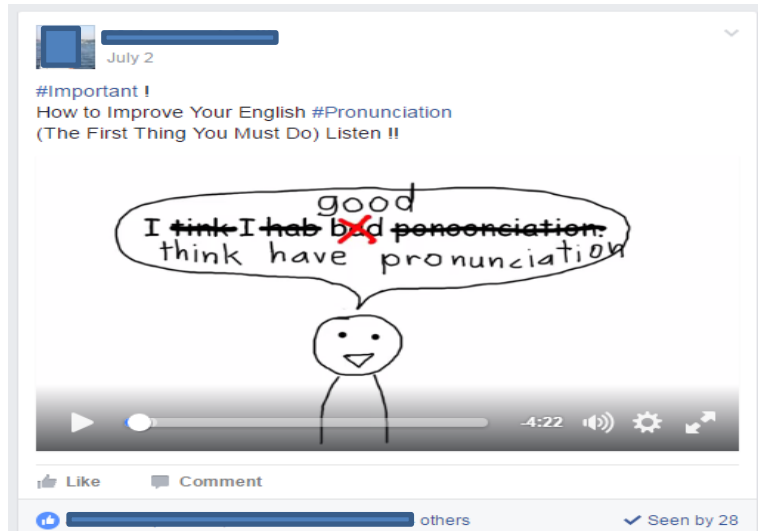 July 2
#Important !
How to Improve Your English #Pronunciation
(The First Thing You Must Do) Listen !!
good
I tink I hab bad ponoonciation.
think have pronunciation
-4:22
Like Comment
others Seen by 28